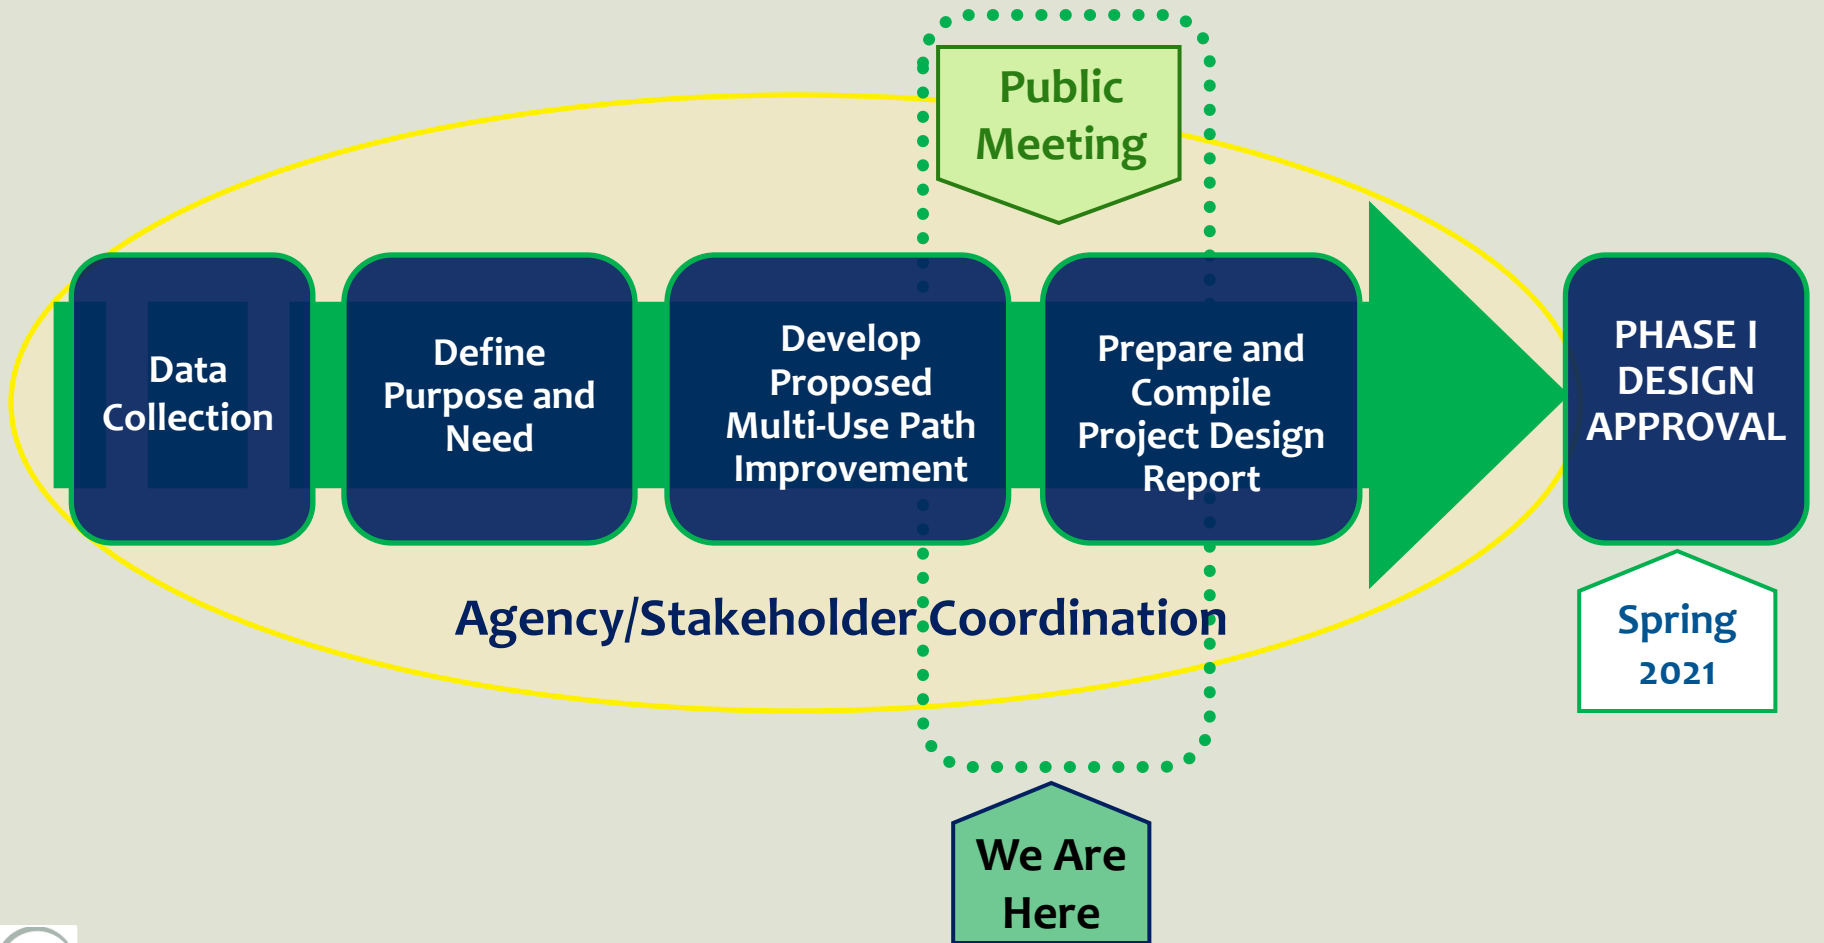 Public
Meeting
Data
Collection
Define
Purpose and
Need
Develop
Proposed
Multi-Use Path
Improvement
Prepare and
Compile
Project Design
Report
PHASE I
DESIGN
APPROVAL
Agency/Stakeholder Coordination
Spring
2021
We Are
Here